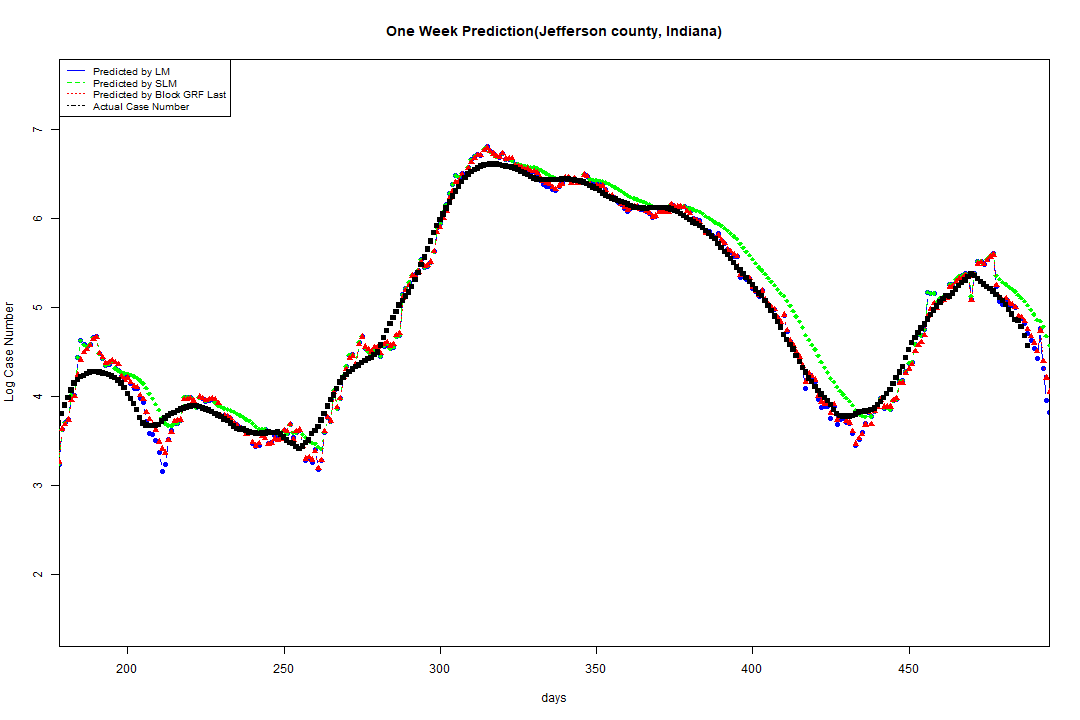 One Week Prediction(Jefferson county, Indiana)
Predicted by LM
Predicted by SLM
Predicted by Block GRF Last
Actual Case Number
7
6
5
4
3
2
Log Case Number
200 250 300 350 400 450
days